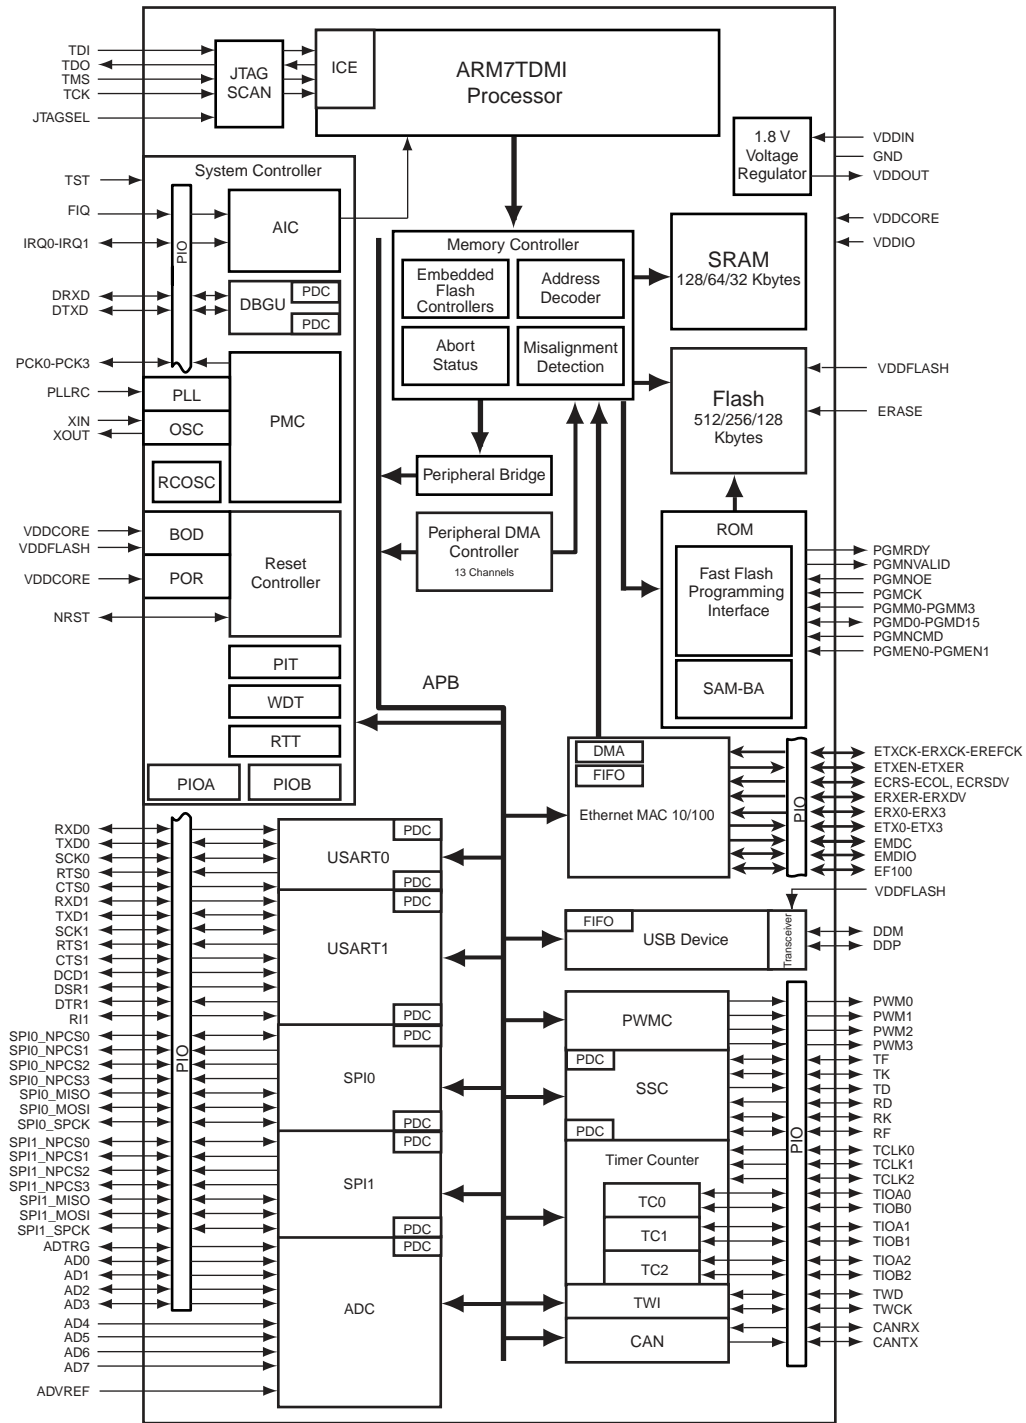 TDI
TDO
TMS
TCK
JTAGSEL
JTAG
SCAN
ICE
ARM7TDMI
Processor
1.8 V
Voltage
Regulator
VDDIN
GND
VDDOUT
VDDCORE
VDDIO
System Controller
TST
FIQ
IRQ0-IRQ1
PIO
AIC
DRXD
DTXD
DBGU
PDC
PDC
PCK0-PCK3
PLLRC
PLL
XIN
XOUT
OSC
RCOSC
PMC
VDDCORE
VDDFLASH
BOD
VDDCORE
POR
Reset
Controller
NRST
PIT
WDT
RTT
PIOA
PIOB
Memory Controller
Embedded
Flash
Controllers
Address
Decoder
Abort
Status
Misalignment
Detection
SRAM
128/64/32 Kbytes
Flash
512/256/128
Kbytes
VDDFLASH
ERASE
Peripheral Bridge
Peripheral DMA
Controller
13 Channels
ROM
Fast Flash
Programming
Interface
SAM-BA
PGMRDY
PGMNVALID
PGMNOE
PGMCK
PGMM0-PGMM3
PGMD0-PGMD15
PGMNCMD
PGMEN0-PGMEN1
APB
DMA
FIFO
Ethernet MAC 10/100
PIO
ETXCK-ERXCK-EREFCK
ETXEN-ETXER
ECRS-ECOL, ECRSDV
ERXER-ERXDV
ERX0-ERX3
ETX0-ETX3
EMDC
EMDIO
EF100
VDDFLASH
FIFO
USB Device
Transceiver
DDM
DDP
RXD0
TXD0
SCK0
RTS0
CTS0
RXD1
TXD1
SCK1
RTS1
CTS1
DCD1
DSR1
DTR1
RI1
SPI0_NPCS0
SPI0_NPCS1
SPI0_NPCS2
SPI0_NPCS3
SPI0_MISO
SPI0_MOSI
SPI0_SPCK
SPI1_NPCS0
SPI1_NPCS1
SPI1_NPCS2
SPI1_NPCS3
SPI1_MISO
SPI1_MOSI
SPI1_SPCK
ADTRG
AD0
AD1
AD2
AD3
AD4
AD5
AD6
AD7
ADVREF
PIO
PDC
USART0
PDC
PDC
USART1
PDC
PDC
SPI0
PDC
PDC
SPI1
PDC
PDC
ADC
PWMC
PDC
SSC
PDC
Timer Counter
TC0
TC1
TC2
TWI
CAN
PIO
PWM0
PWM1
PWM2
PWM3
TF
TK
TD
RD
RK
RF
TCLK0
TCLK1
TCLK2
TIOA0
TIOB0
TIOA1
TIOB1
TIOA2
TIOB2
TWD
TWCK
CANRX
CANTX